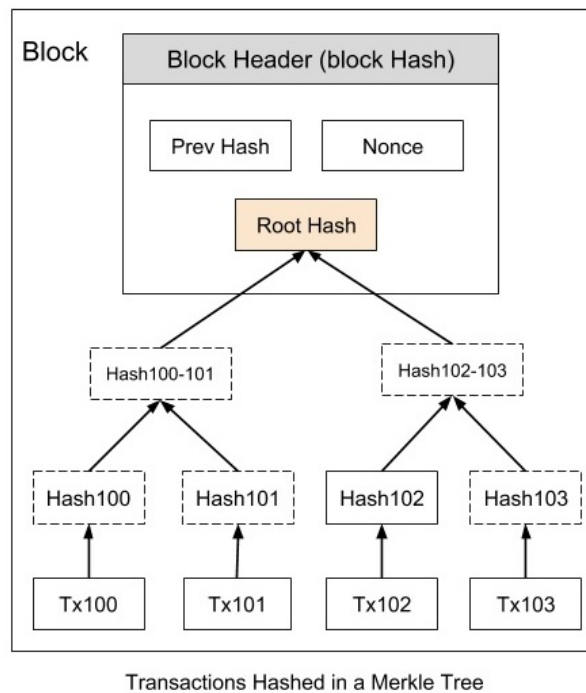 Block
Block Header (block Hash)
Prev Hash
Nonce
Root Hash
Hash100-101
Hash102-103
Hash100
Hash101
Hash102
Hash103
Tx100
Tx101
Tx102
Tx103
Transactions Hashed in a Merkle Tree